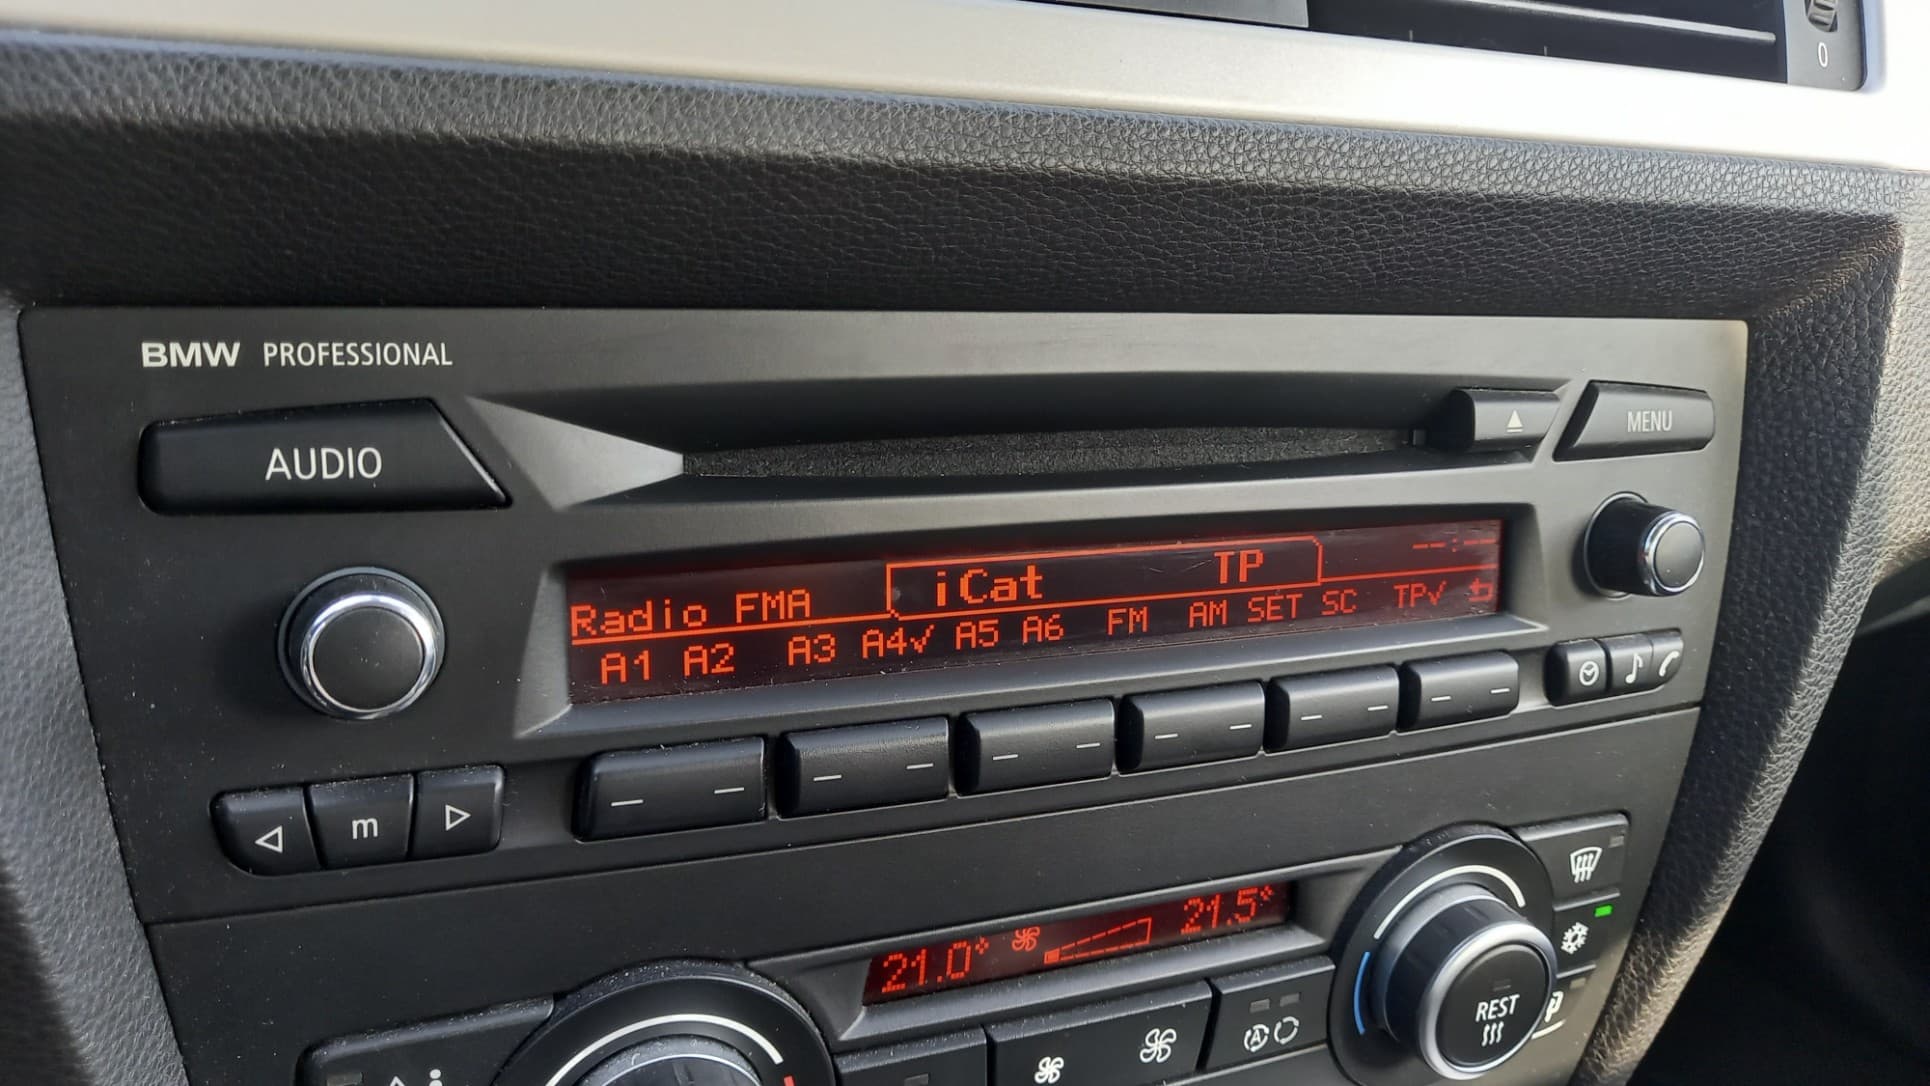 0
BMW PROFESSIONAL
AUDIO
MENU
Radio FMA iCat TP --:--
A1 A2 A3 A4✓ A5 A6 FM AM SET SC TP✓
m
21.0° 21.5°
A
REST